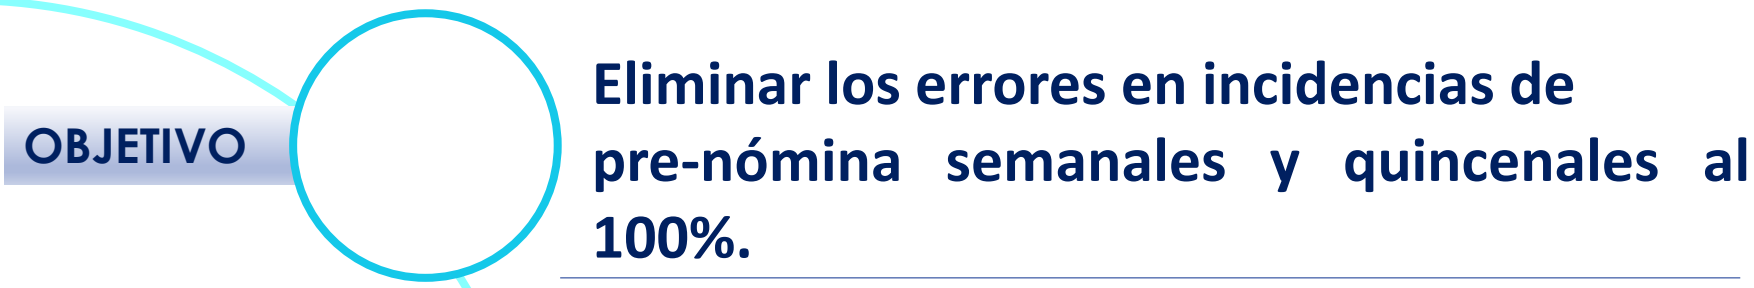 OBJETIVO
Eliminar los errores en incidencias de
pre-nómina semanales y quincenales al
100%.